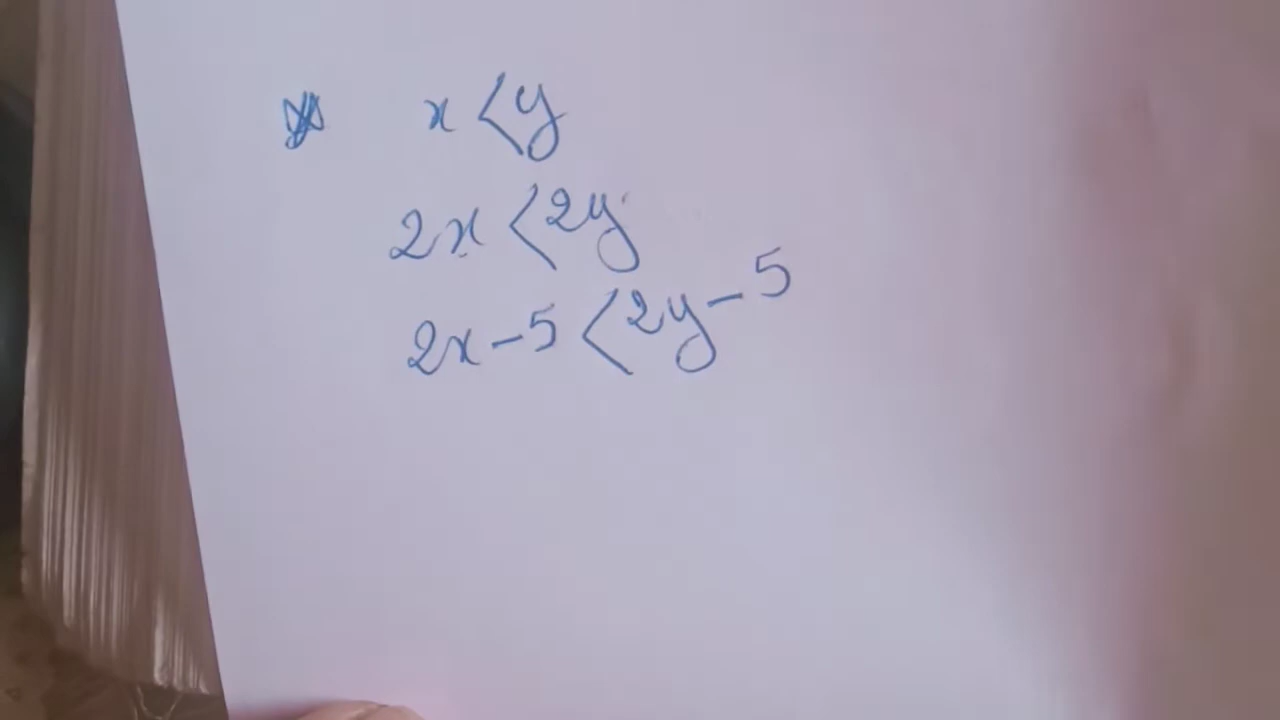 x < y
2x < 2y
2x - 5 < 2y - 5